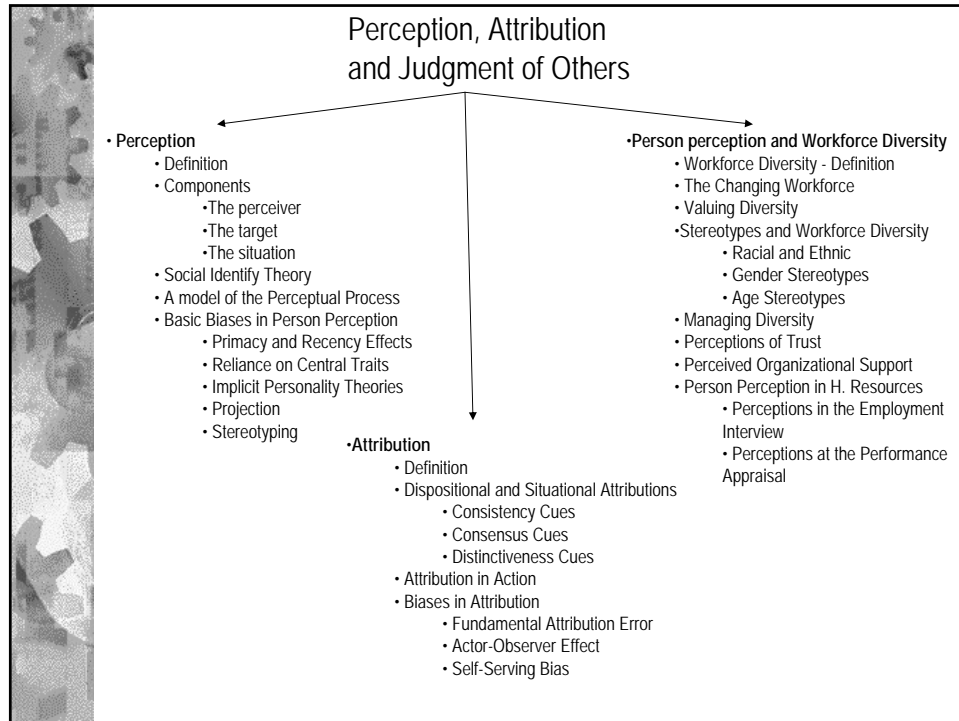 Perception, Attribution
and Judgment of Others
• Perception
• Definition
• Components
•The perceiver
•The target
•The situation
• Social Identify Theory
• A model of the Perceptual Process
• Basic Biases in Person Perception
• Primacy and Recency Effects
• Reliance on Central Traits
• Implicit Personality Theories
• Projection
• Stereotyping
•Attribution
• Definition
• Dispositional and Situational Attributions
• Consistency Cues
• Consensus Cues
• Distinctiveness Cues
• Attribution in Action
• Biases in Attribution
• Fundamental Attribution Error
• Actor-Observer Effect
• Self-Serving Bias
•Person perception and Workforce Diversity
• Workforce Diversity - Definition
• The Changing Workforce
• Valuing Diversity
•Stereotypes and Workforce Diversity
• Racial and Ethnic
• Gender Stereotypes
• Age Stereotypes
• Managing Diversity
• Perceptions of Trust
• Perceived Organizational Support
• Person Perception in H. Resources
• Perceptions in the Employment
Interview
• Perceptions at the Performance
Appraisal